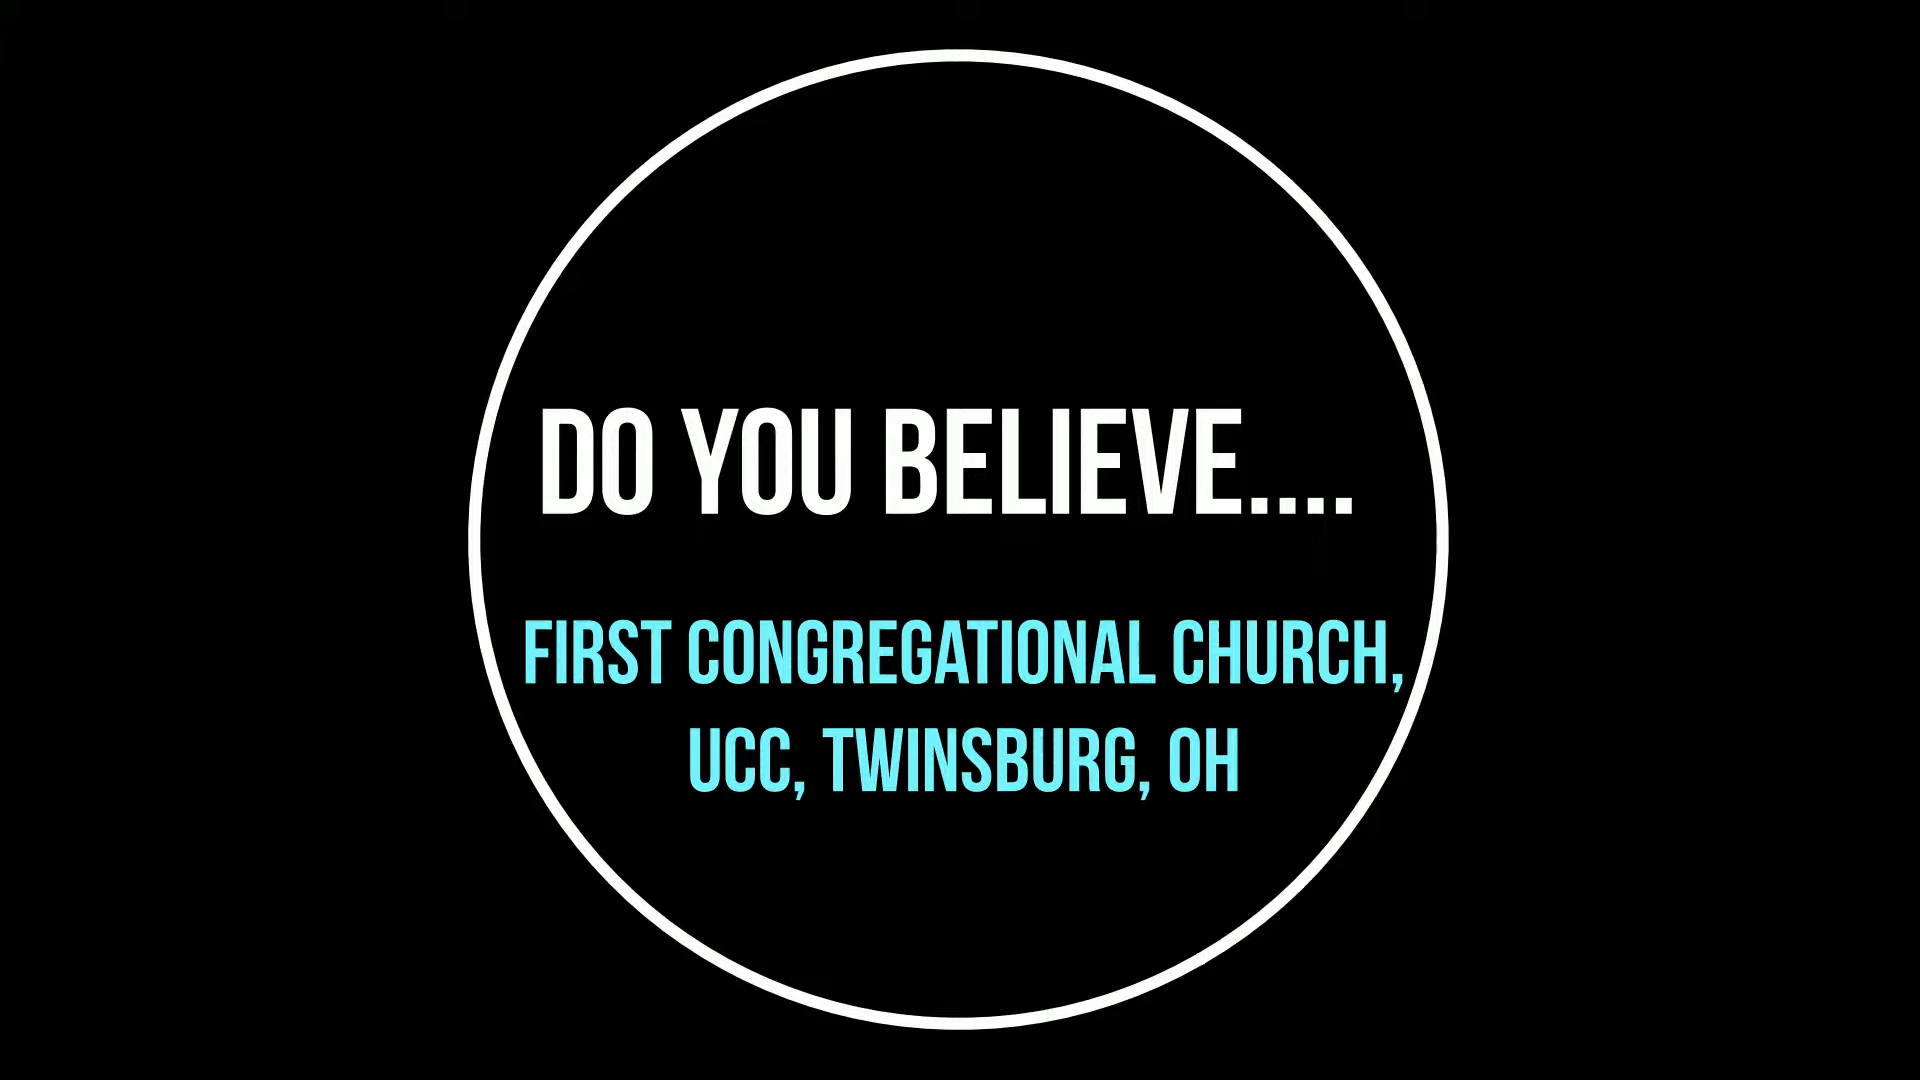 DO YOU BELIEVE....
FIRST CONGREGATIONAL CHURCH,
UCC, TWINSBURG, OH